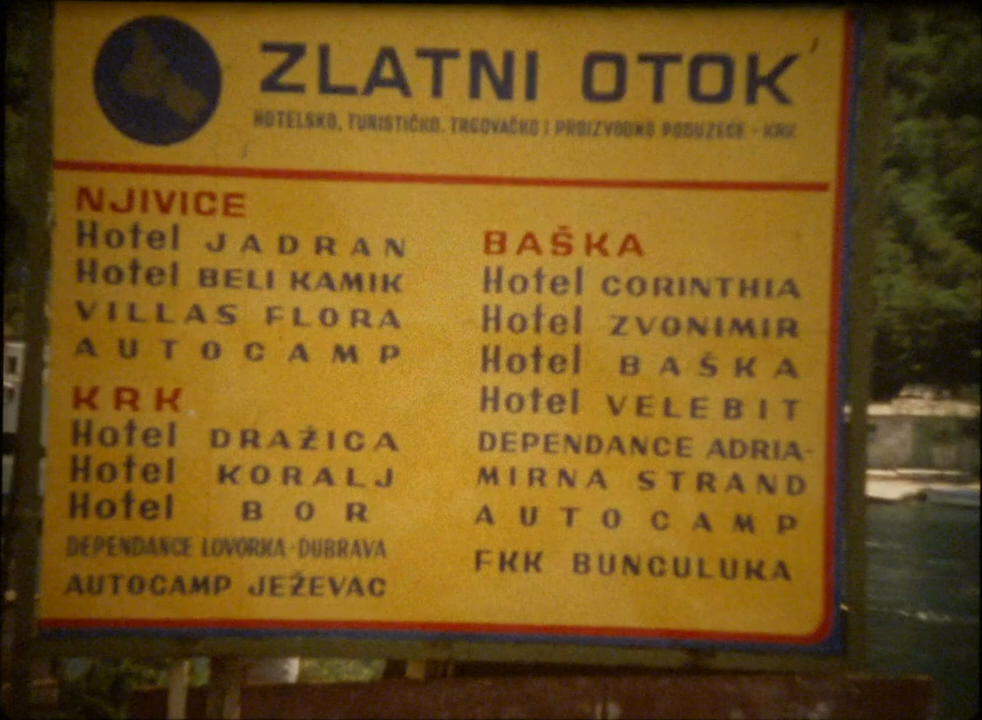 ZLATNI OTOK
HOTELSKO, TURISTIČKO, TRGOVAČKO I PROIZVODNO PODUZEĆE - KRK
NJIVICE
Hotel JADRAN
Hotel BELI KAMIK
VILLAS FLORA
AUTOCAMP
KRK
Hotel DRAŽICA
Hotel KORALJ
Hotel BOR
DEPENDANCE LOVORKA-DUBRAVA
AUTOCAMP JEŽEVAC
BAŠKA
Hotel CORINTHIA
Hotel ZVONIMIR
Hotel BAŠKA
Hotel VELEBIT
DEPENDANCE ADRIA-
MIRNA STRAND
AUTOCAMP
FKK BUNCULUKA